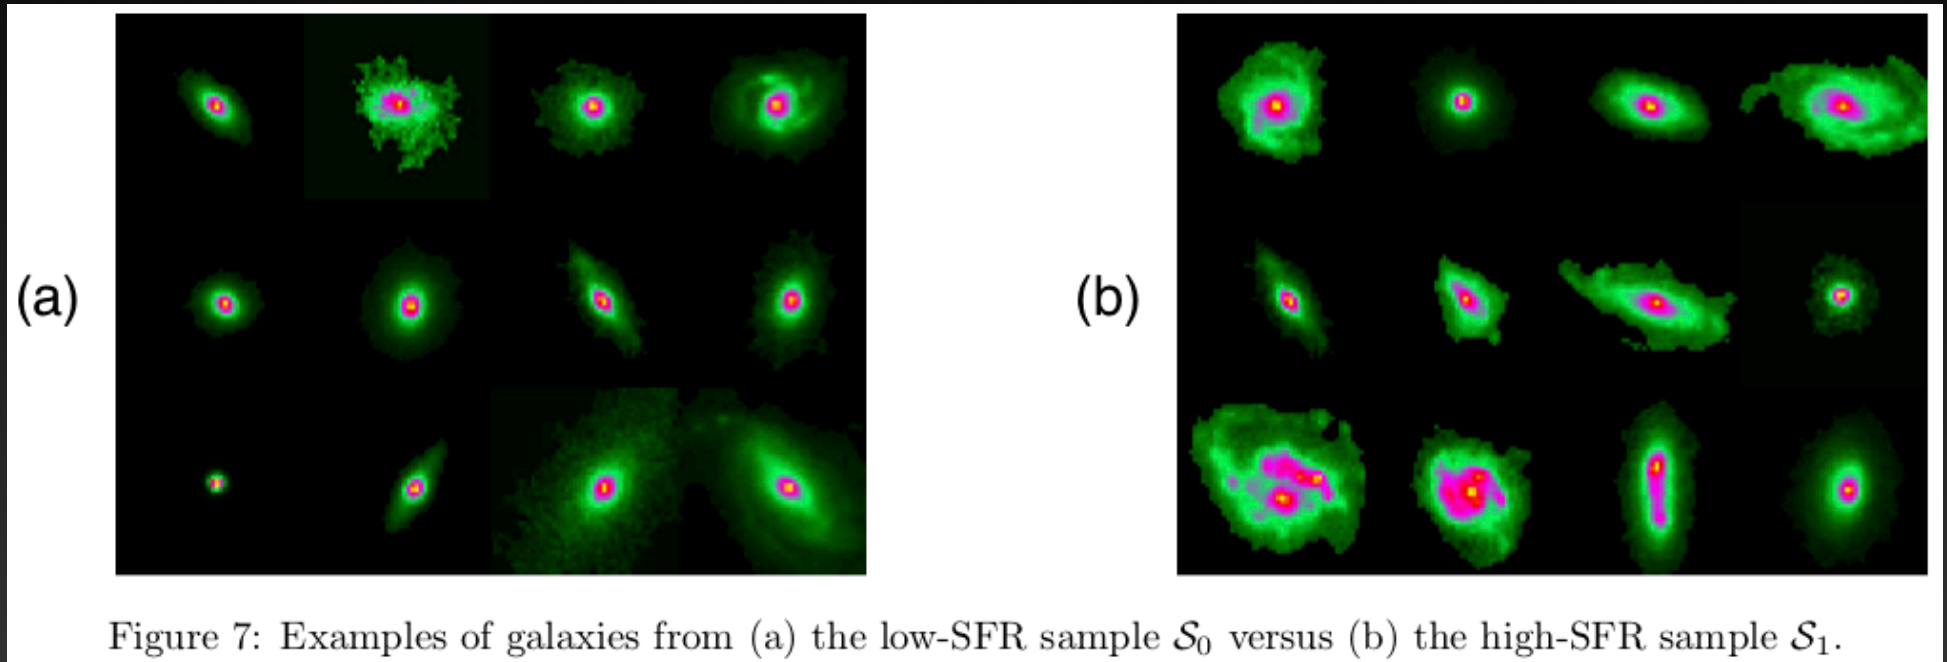 (a)
(b)
Figure 7: Examples of galaxies from (a) the low-SFR sample 𝒮₀ versus (b) the high-SFR sample 𝒮₁.